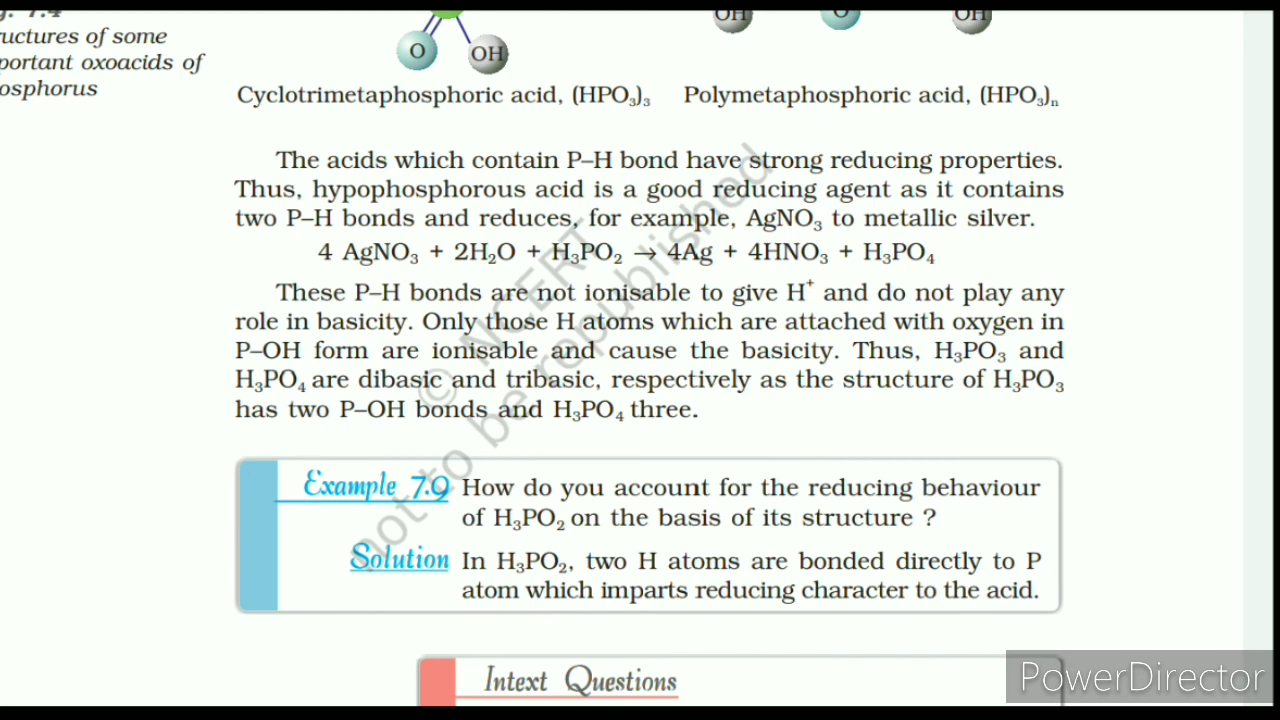 OH O OH
uctures of some
portant oxoacids of
osphorus
O OH
Cyclotrimetaphosphoric acid, (HPO₃)₃ Polymetaphosphoric acid, (HPO₃)ₙ
The acids which contain P–H bond have strong reducing properties.
Thus, hypophosphorous acid is a good reducing agent as it contains
two P–H bonds and reduces, for example, AgNO₃ to metallic silver.
4 AgNO₃ + 2H₂O + H₃PO₂ → 4Ag + 4HNO₃ + H₃PO₄
These P–H bonds are not ionisable to give H⁺ and do not play any
role in basicity. Only those H atoms which are attached with oxygen in
P–OH form are ionisable and cause the basicity. Thus, H₃PO₃ and
H₃PO₄ are dibasic and tribasic, respectively as the structure of H₃PO₃
has two P–OH bonds and H₃PO₄ three.
© NCERT
not to be republished
Example 7.9 How do you account for the reducing behaviour
of H₃PO₂ on the basis of its structure ?
Solution In H₃PO₂, two H atoms are bonded directly to P
atom which imparts reducing character to the acid.
Intext Questions
PowerDirector